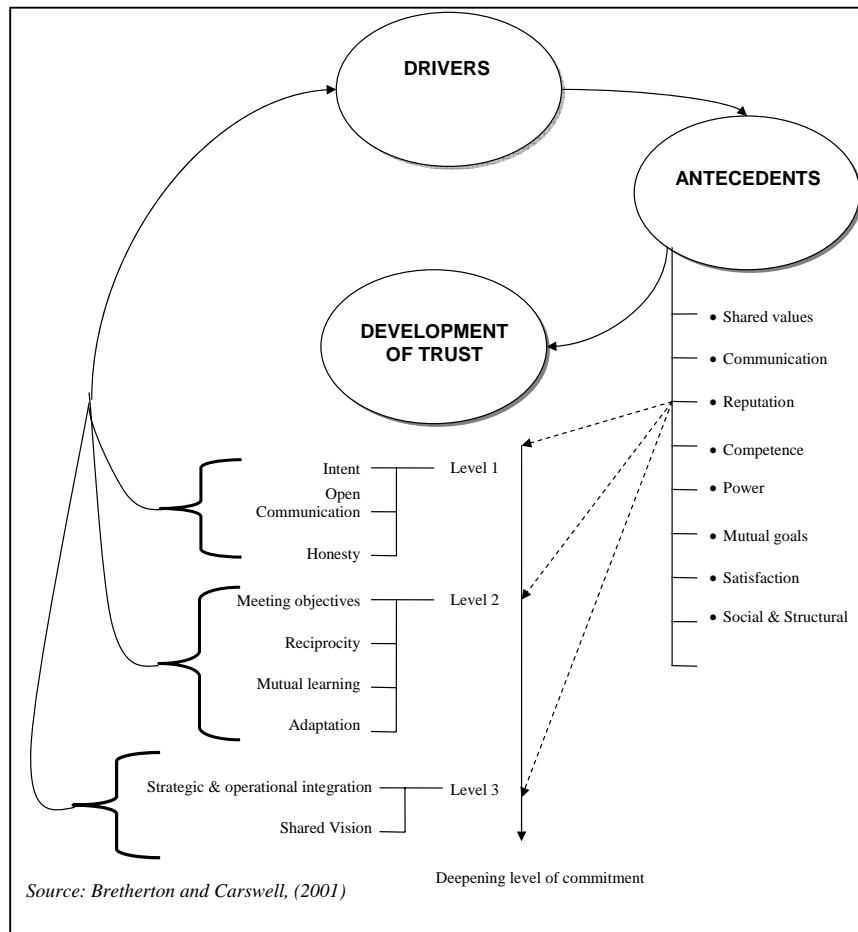 DRIVERS
ANTECEDENTS
DEVELOPMENT
OF TRUST
• Shared values
• Communication
• Reputation
• Competence
• Power
• Mutual goals
• Satisfaction
• Social & Structural
Intent
Level 1
Open
Communication
Honesty
Meeting objectives
Level 2
Reciprocity
Mutual learning
Adaptation
Strategic & operational integration
Level 3
Shared Vision
Deepening level of commitment
Source: Bretherton and Carswell, (2001)